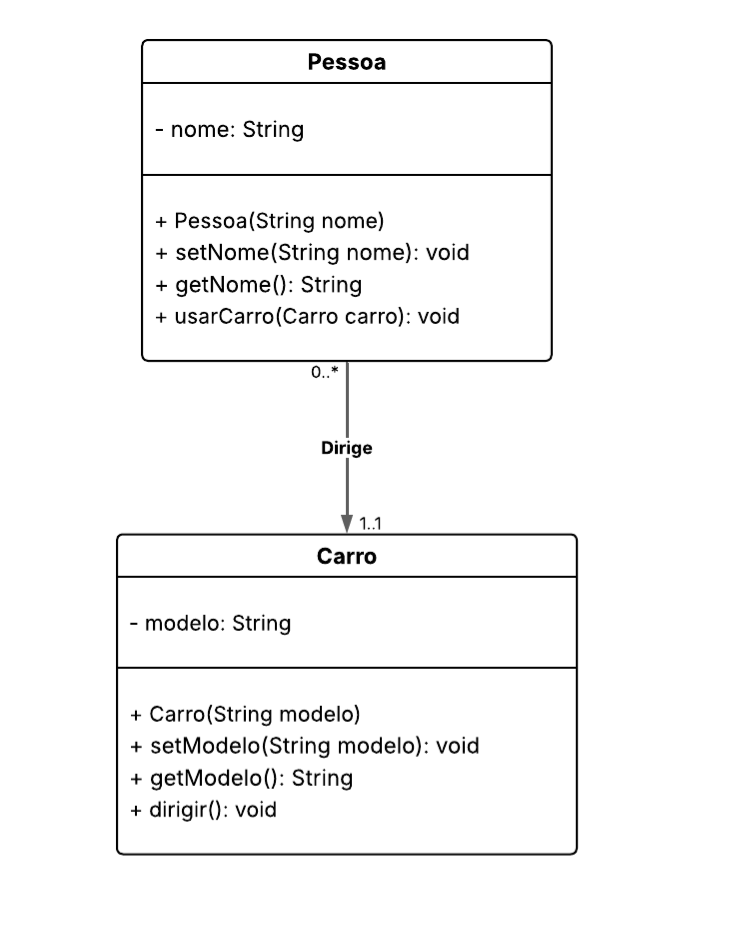 Pessoa
- nome: String
+ Pessoa(String nome)
+ setNome(String nome): void
+ getNome(): String
+ usarCarro(Carro carro): void
0..*
Dirige
1..1
Carro
- modelo: String
+ Carro(String modelo)
+ setModelo(String modelo): void
+ getModelo(): String
+ dirigir(): void